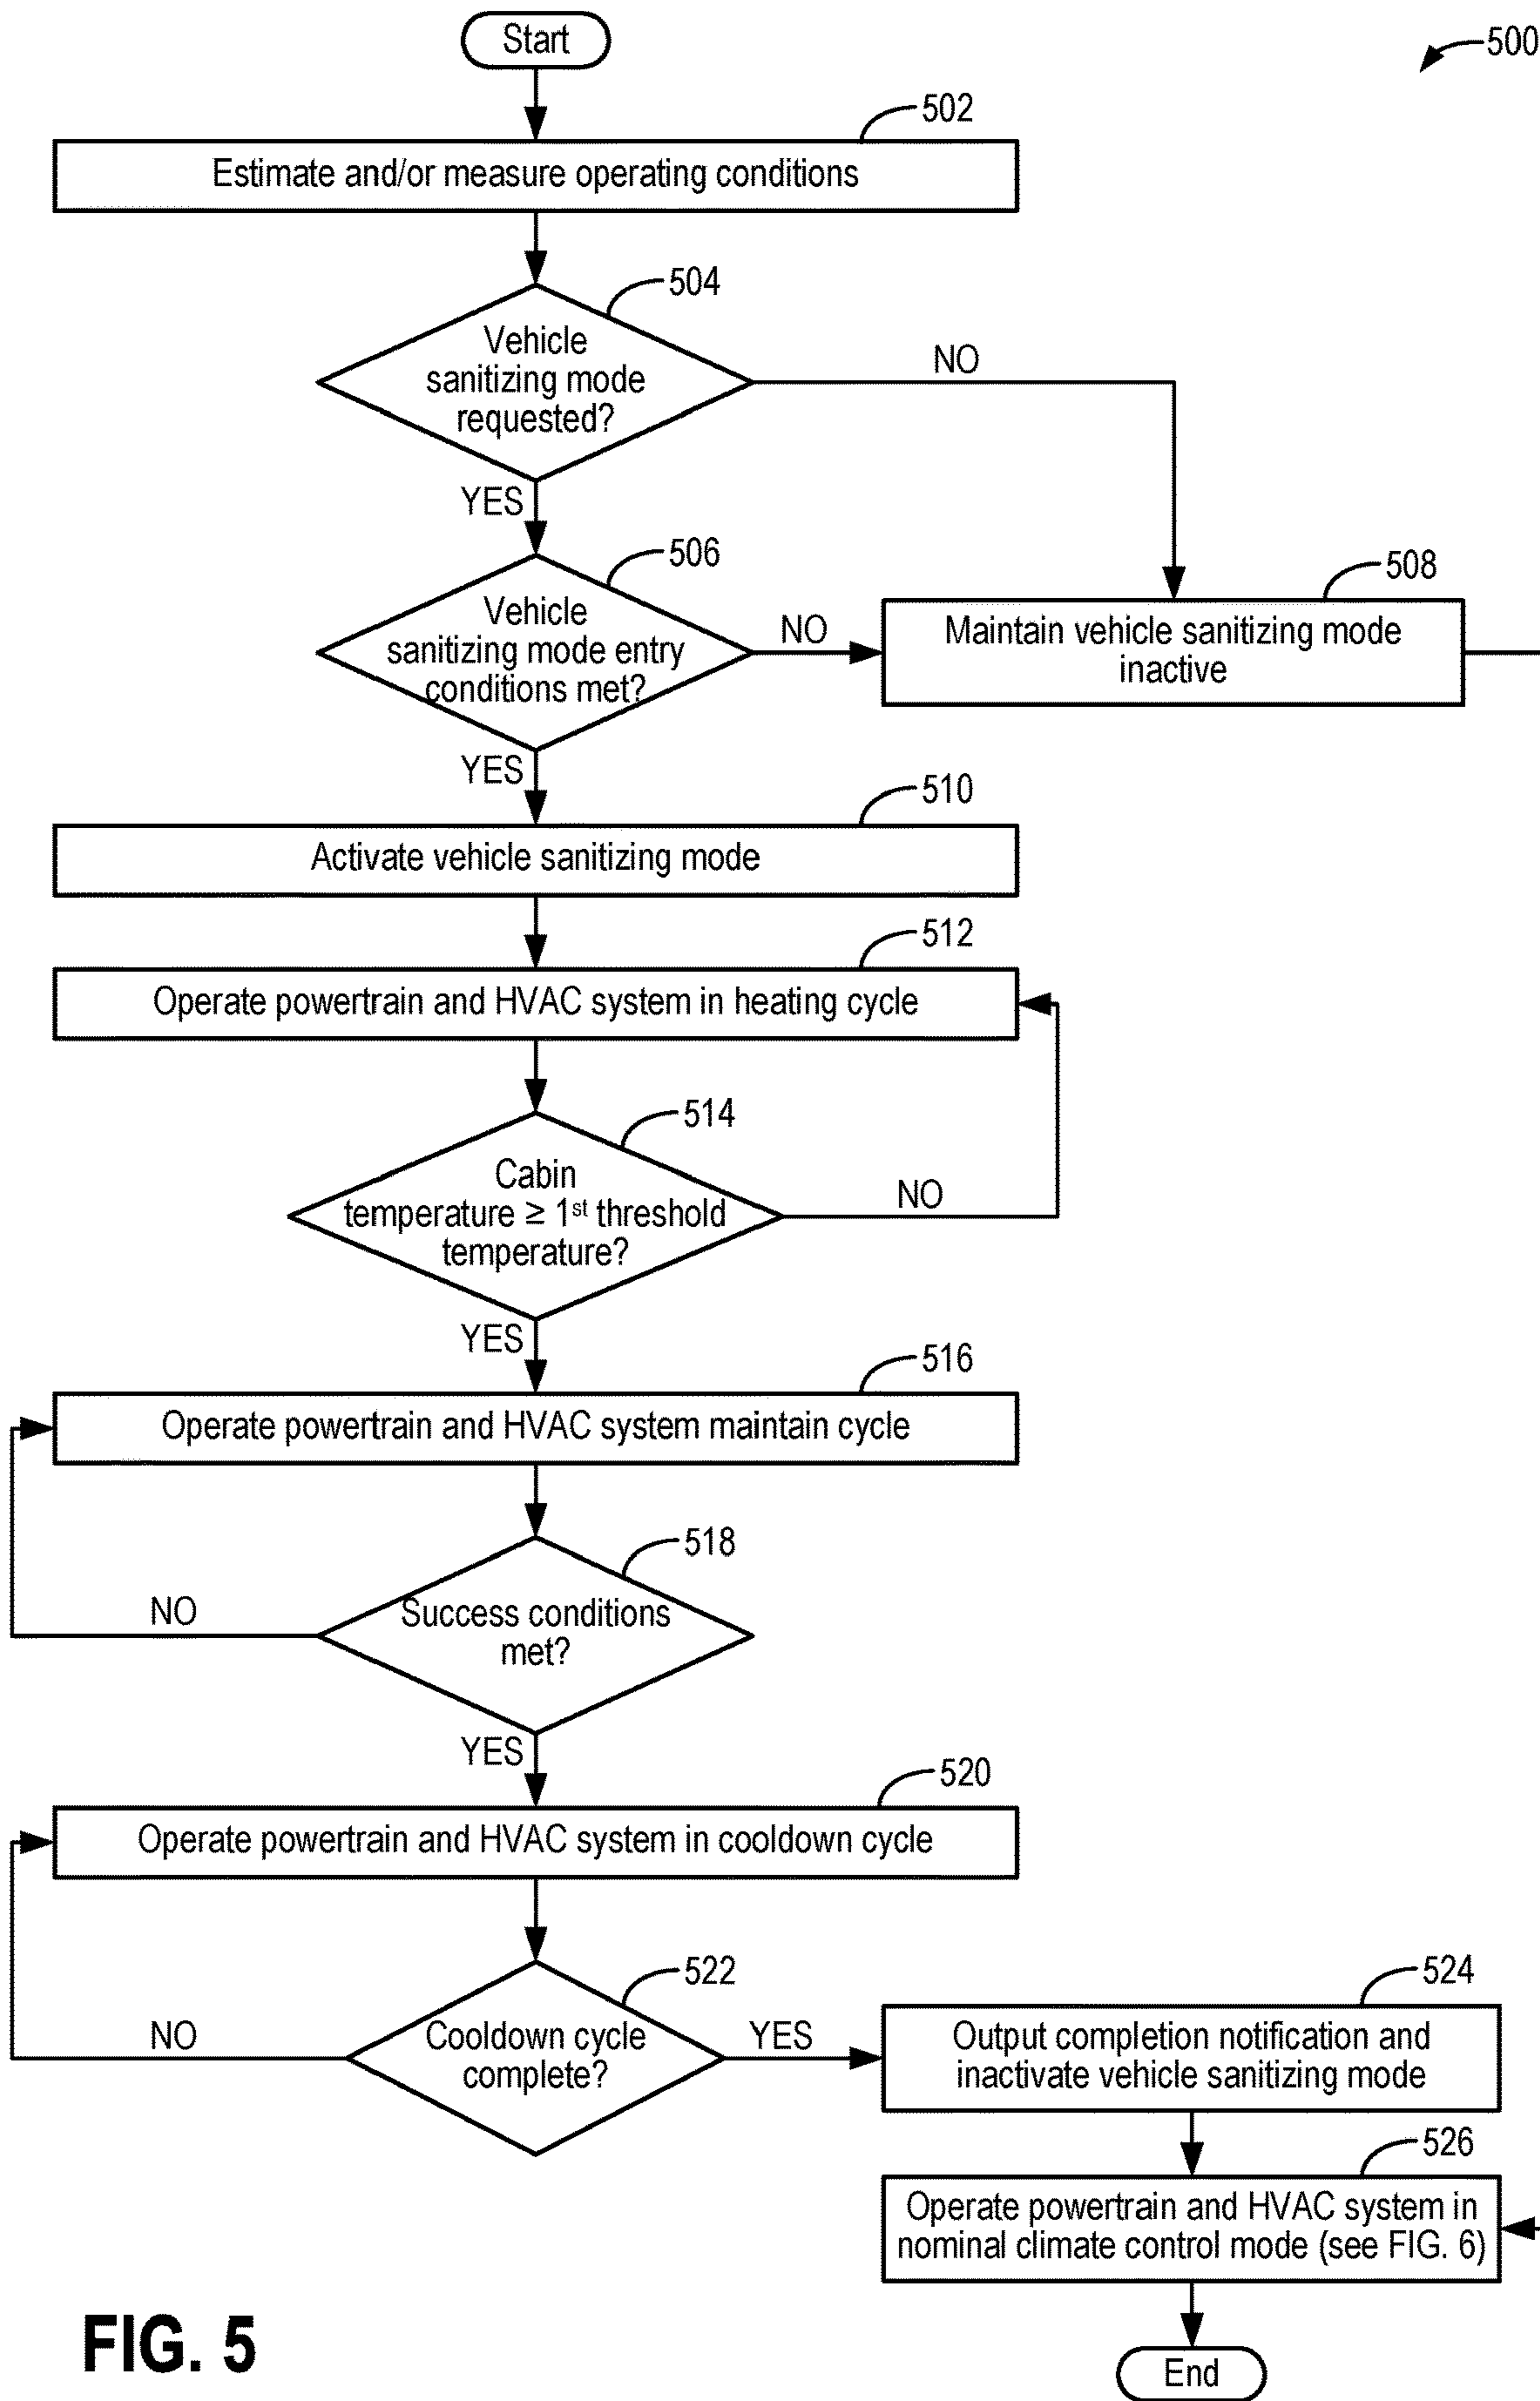 Start
500
502
Estimate and/or measure operating conditions
504
Vehicle
sanitizing mode
requested?
NO
YES
506
Vehicle
sanitizing mode entry
conditions met?
NO
508
Maintain vehicle sanitizing mode
inactive
YES
510
Activate vehicle sanitizing mode
512
Operate powertrain and HVAC system in heating cycle
514
Cabin
temperature ≥ 1st threshold
temperature?
NO
YES
516
Operate powertrain and HVAC system maintain cycle
518
Success conditions
met?
NO
YES
520
Operate powertrain and HVAC system in cooldown cycle
522
Cooldown cycle
complete?
NO
YES
524
Output completion notification and
inactivate vehicle sanitizing mode
526
Operate powertrain and HVAC system in
nominal climate control mode (see FIG. 6)
End
FIG. 5